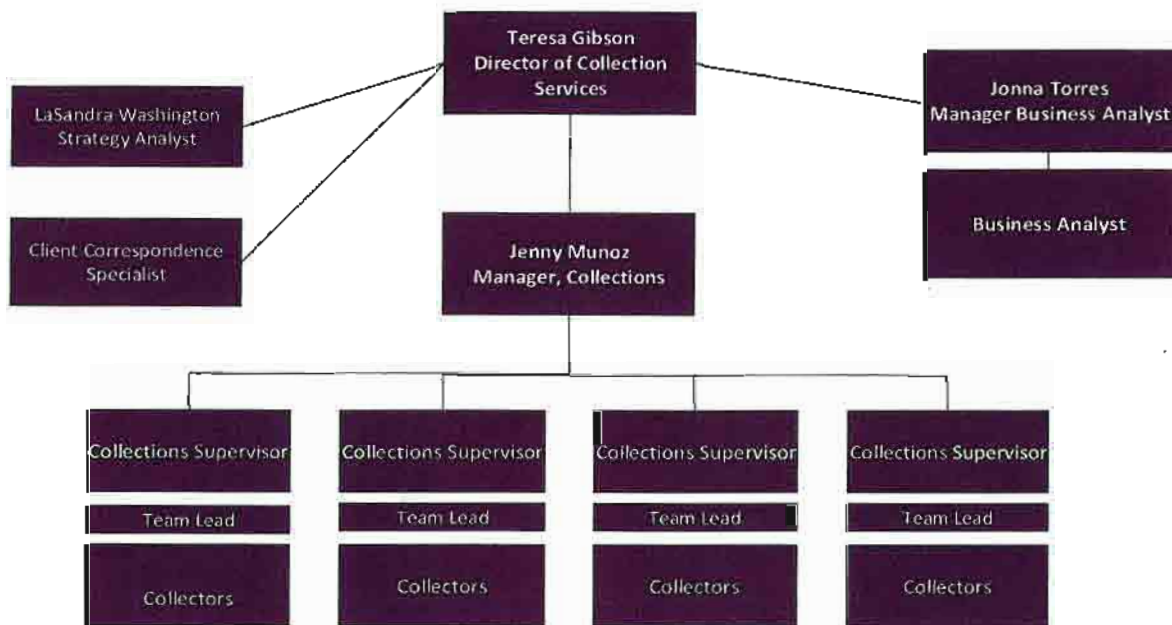 Teresa Gibson
Director of Collection
Services
Jonna Torres
Manager Business Analyst
LaSandra Washington
Strategy Analyst
Business Analyst
Client Correspondence
Specialist
Jenny Munoz
Manager, Collections
Collections Supervisor
Collections Supervisor
Collections Supervisor
Collections Supervisor
Team Lead
Team Lead
Team Lead
Team Lead
Collectors
Collectors
Collectors
Collectors